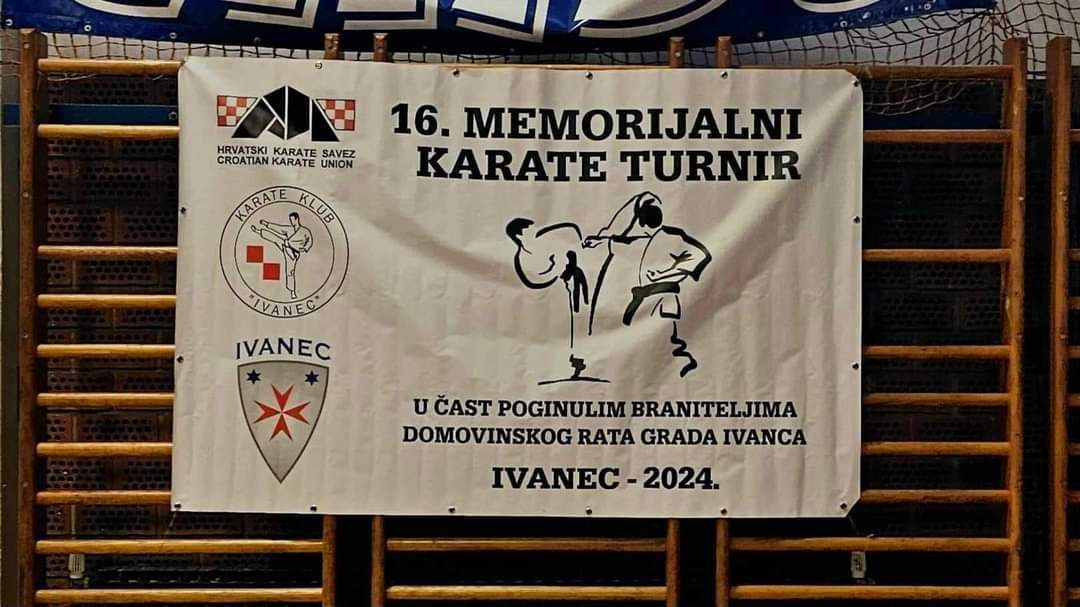 HRVATSKI KARATE SAVEZ
CROATIAN KARATE UNION
KARATE KLUB
"IVANEC"
IVANEC
16. MEMORIJALNI
KARATE TURNIR
U ČAST POGINULIM BRANITELJIMA
DOMOVINSKOG RATA GRADA IVANCA
IVANEC - 2024.